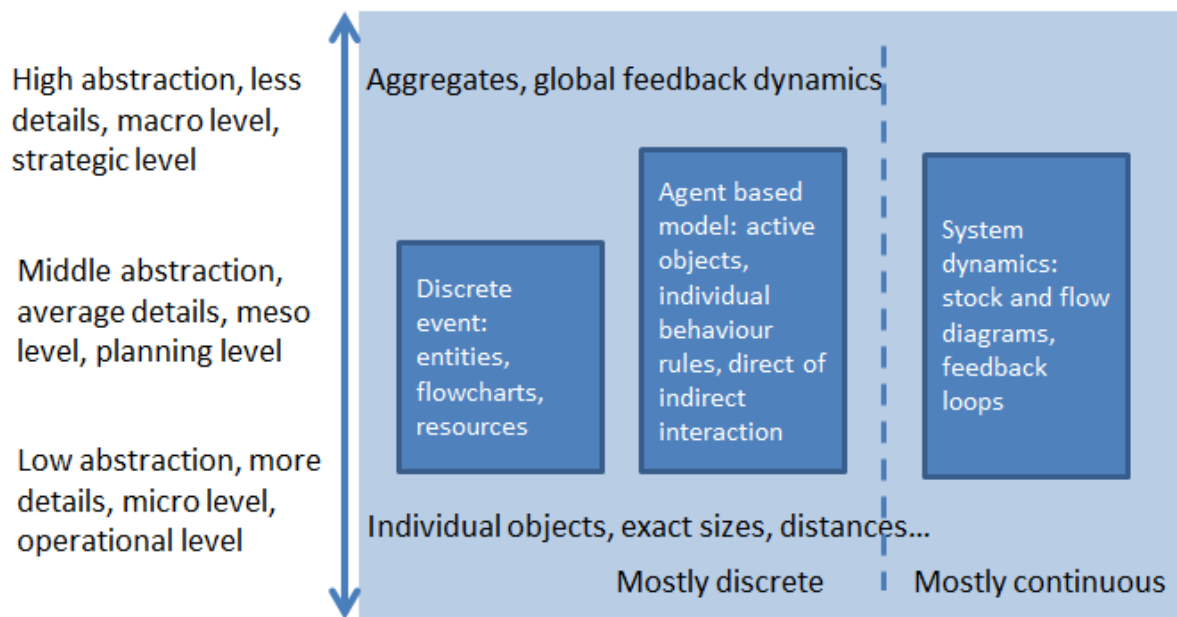 High abstraction, less
details, macro level,
strategic level
Aggregates, global feedback dynamics
Middle abstraction,
average details, meso
level, planning level
Discrete
event:
entities,
flowcharts,
resources
Agent based
model: active
objects,
individual
behaviour
rules, direct of
indirect
interaction
System
dynamics:
stock and flow
diagrams,
feedback
loops
Low abstraction, more
details, micro level,
operational level
Individual objects, exact sizes, distances…
Mostly discrete
Mostly continuous